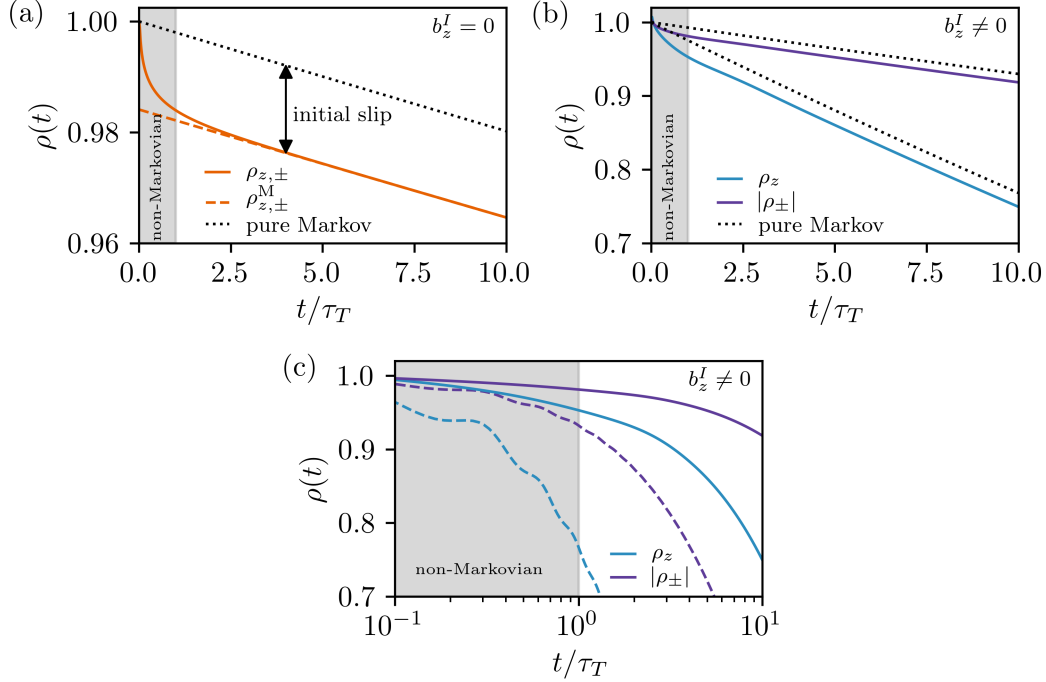 (a)
b_z^I = 0
1.00
0.98
0.96
ρ(t)
non-Markovian
initial slip
ρ_{z,±}
ρ_{z,±}^M
pure Markov
0.0 2.5 5.0 7.5 10.0
t/τ_T
(b)
b_z^I ≠ 0
1.0
0.9
0.8
0.7
ρ(t)
non-Markovian
ρ_z
|ρ_±|
pure Markov
0.0 2.5 5.0 7.5 10.0
t/τ_T
(c)
b_z^I ≠ 0
1.0
0.9
0.8
0.7
ρ(t)
non-Markovian
ρ_z
|ρ_±|
10^{-1} 10^0 10^1
t/τ_T